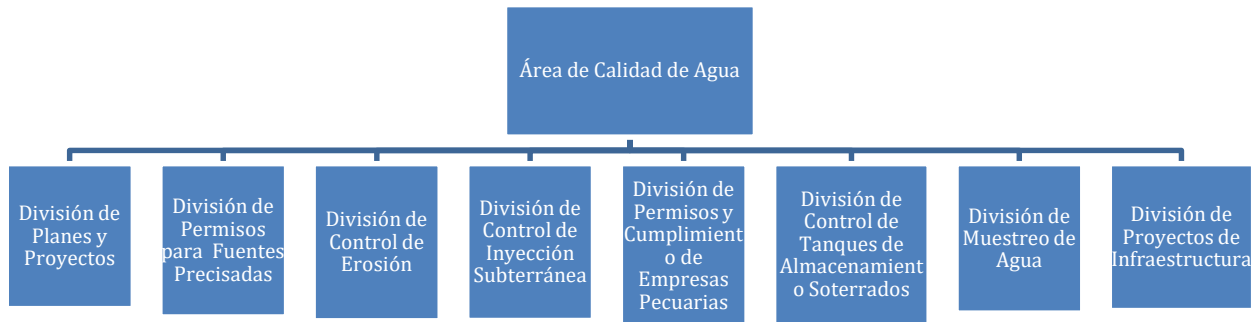 Área de Calidad de Agua
División de
Planes y
Proyectos
División de
Permisos
para Fuentes
Precisadas
División de
Control de
Erosión
División de
Control de
Inyección
Subterránea
División de
Permisos y
Cumplimient
o de
Empresas
Pecuarias
División de
Control de
Tanques de
Almacenamient
o Soterrados
División de
Muestreo de
Agua
División de
Proyectos de
Infraestructura